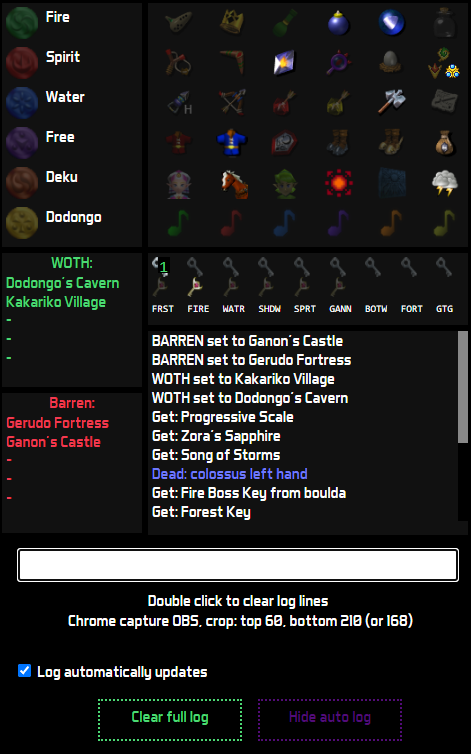 Fire
Spirit
Water
Free
Deku
Dodongo
H
WOTH:
Dodongo's Cavern
Kakariko Village
-
-
-
Barren:
Gerudo Fortress
Ganon's Castle
-
-
-
1
FRST FIRE WATR SHDW SPRT GANN BOTW FORT GTG
BARREN set to Ganon's Castle
BARREN set to Gerudo Fortress
WOTH set to Kakariko Village
WOTH set to Dodongo's Cavern
Get: Progressive Scale
Get: Zora's Sapphire
Get: Song of Storms
Dead: colossus left hand
Get: Fire Boss Key from boulda
Get: Forest Key
Double click to clear log lines
Chrome capture OBS, crop: top 60, bottom 210 (or 168)
Log automatically updates
Clear full log
Hide auto log